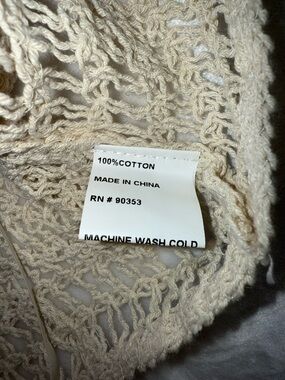 100%COTTON
MADE IN CHINA
RN # 90353
MACHINE WASH COLD